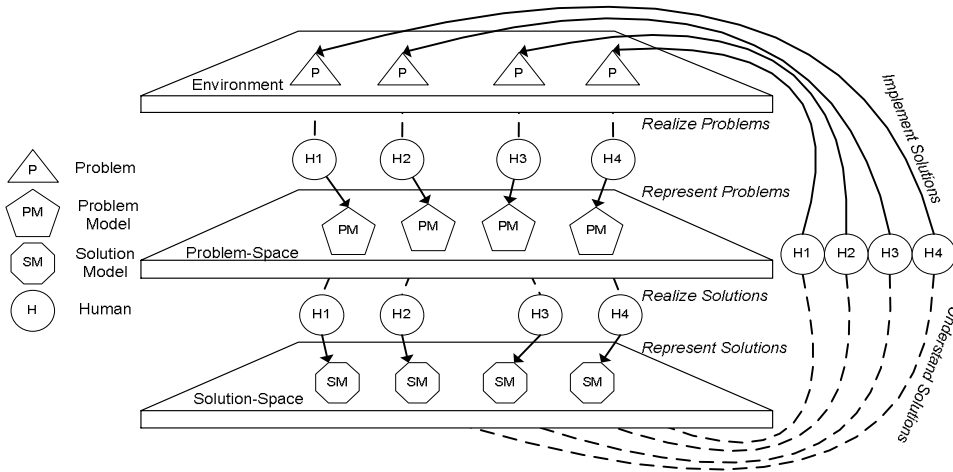 P P P P
Environment
Implement Solutions
Realize Problems
H1 H2 H3 H4
P Problem
Represent Problems
PM Problem
Model
PM PM PM PM
Problem-Space
SM Solution
Model
H1 H2 H3 H4
H Human
Realize Solutions
H1 H2 H3 H4
Represent Solutions
Understand Solutions
SM SM SM SM
Solution-Space